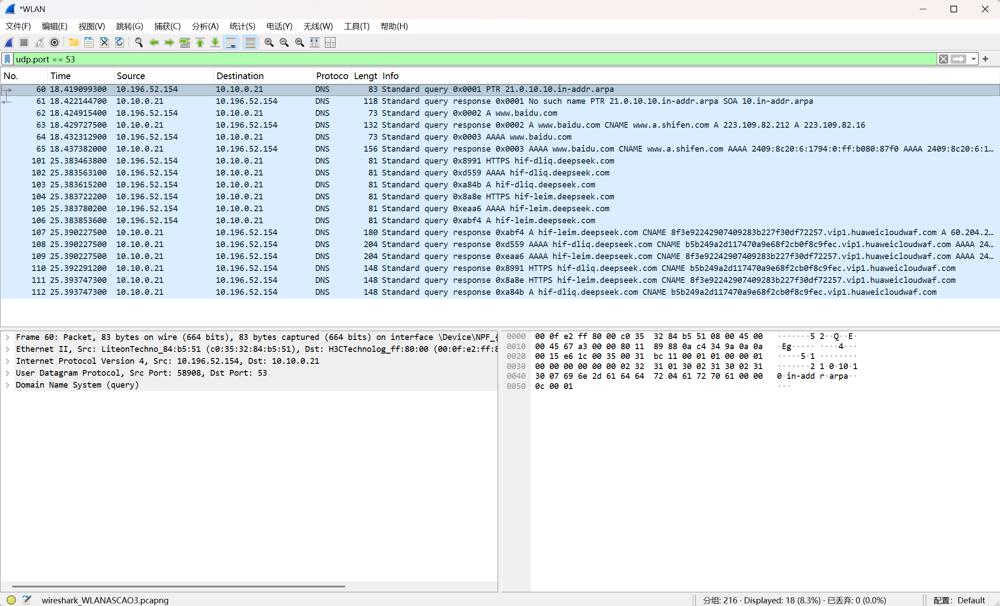 *WLAN
文件(F) 编辑(E) 视图(V) 跳转(G) 捕获(C) 分析(A) 统计(S) 电话(Y) 无线(W) 工具(T) 帮助(H)
udp.port == 53
No. Time Source Destination Protoco Lengt Info
60 18.419099300 10.196.52.154 10.10.0.21 DNS 83 Standard query 0x0001 PTR 21.0.10.10.in-addr.arpa
61 18.422144700 10.10.0.21 10.196.52.154 DNS 118 Standard query response 0x0001 No such name PTR 21.0.10.10.in-addr.arpa SOA 10.in-addr.arpa
62 18.424915400 10.196.52.154 10.10.0.21 DNS 73 Standard query 0x0002 A www.baidu.com
63 18.429727500 10.10.0.21 10.196.52.154 DNS 132 Standard query response 0x0002 A www.baidu.com CNAME www.a.shifen.com A 223.109.82.212 A 223.109.82.16
64 18.432312900 10.196.52.154 10.10.0.21 DNS 73 Standard query 0x0003 AAAA www.baidu.com
65 18.437382000 10.10.0.21 10.196.52.154 DNS 156 Standard query response 0x0003 AAAA www.baidu.com CNAME www.a.shifen.com AAAA 2409:8c20:6:1794:0:ff:b080:87f0 AAAA 2409:8c20:6:1…
101 25.383463800 10.196.52.154 10.10.0.21 DNS 81 Standard query 0x8991 HTTPS hif-dliq.deepseek.com
102 25.383563100 10.196.52.154 10.10.0.21 DNS 81 Standard query 0xd559 AAAA hif-dliq.deepseek.com
103 25.383615200 10.196.52.154 10.10.0.21 DNS 81 Standard query 0xa84b A hif-dliq.deepseek.com
104 25.383722200 10.196.52.154 10.10.0.21 DNS 81 Standard query 0x8a8e HTTPS hif-leim.deepseek.com
105 25.383780200 10.196.52.154 10.10.0.21 DNS 81 Standard query 0xeaa6 AAAA hif-leim.deepseek.com
106 25.383853600 10.196.52.154 10.10.0.21 DNS 81 Standard query 0xabf4 A hif-leim.deepseek.com
107 25.390227500 10.10.0.21 10.196.52.154 DNS 180 Standard query response 0xabf4 A hif-leim.deepseek.com CNAME 8f3e92242907409283b227f30df72257.vip1.huaweicloudwaf.com A 60.204.2…
108 25.390227500 10.10.0.21 10.196.52.154 DNS 204 Standard query response 0xd559 AAAA hif-dliq.deepseek.com CNAME b5b249a2d117470a9e68f2cb0f8c9fec.vip1.huaweicloudwaf.com AAAA 24…
109 25.390227500 10.10.0.21 10.196.52.154 DNS 204 Standard query response 0xeaa6 AAAA hif-leim.deepseek.com CNAME 8f3e92242907409283b227f30df72257.vip1.huaweicloudwaf.com AAAA 24…
110 25.392291200 10.10.0.21 10.196.52.154 DNS 148 Standard query response 0x8991 HTTPS hif-dliq.deepseek.com CNAME b5b249a2d117470a9e68f2cb0f8c9fec.vip1.huaweicloudwaf.com
111 25.393747300 10.10.0.21 10.196.52.154 DNS 148 Standard query response 0x8a8e HTTPS hif-leim.deepseek.com CNAME 8f3e92242907409283b227f30df72257.vip1.huaweicloudwaf.com
112 25.393747300 10.10.0.21 10.196.52.154 DNS 148 Standard query response 0xa84b A hif-dliq.deepseek.com CNAME b5b249a2d117470a9e68f2cb0f8c9fec.vip1.huaweicloudwaf.com
Frame 60: Packet, 83 bytes on wire (664 bits), 83 bytes captured (664 bits) on interface \Device\NPF_{
Ethernet II, Src: LiteonTechno_84:b5:51 (c0:35:32:84:b5:51), Dst: H3CTechnolog_ff:80:00 (00:0f:e2:ff:8
Internet Protocol Version 4, Src: 10.196.52.154, Dst: 10.10.0.21
User Datagram Protocol, Src Port: 58908, Dst Port: 53
Domain Name System (query)
0000 00 0f e2 ff 80 00 c0 35 32 84 b5 51 08 00 45 00 ·······5 2··Q··E·
0010 00 45 67 a3 00 00 80 11 89 88 0a c4 34 9a 0a 0a ·Eg····· ····4···
0020 00 15 e6 1c 00 35 00 31 bc 11 00 01 01 00 00 01 ·····5·1 ········
0030 00 00 00 00 00 00 02 32 31 01 30 02 31 30 02 31 ·······2 1·0·10·1
0040 30 07 69 6e 2d 61 64 64 72 04 61 72 70 61 00 00 0·in-add r·arpa··
0050 0c 00 01 ···
wireshark_WLANASCAO3.pcapng 分组: 216 · Displayed: 18 (8.3%) · 已丢弃: 0 (0.0%) 配置: Default